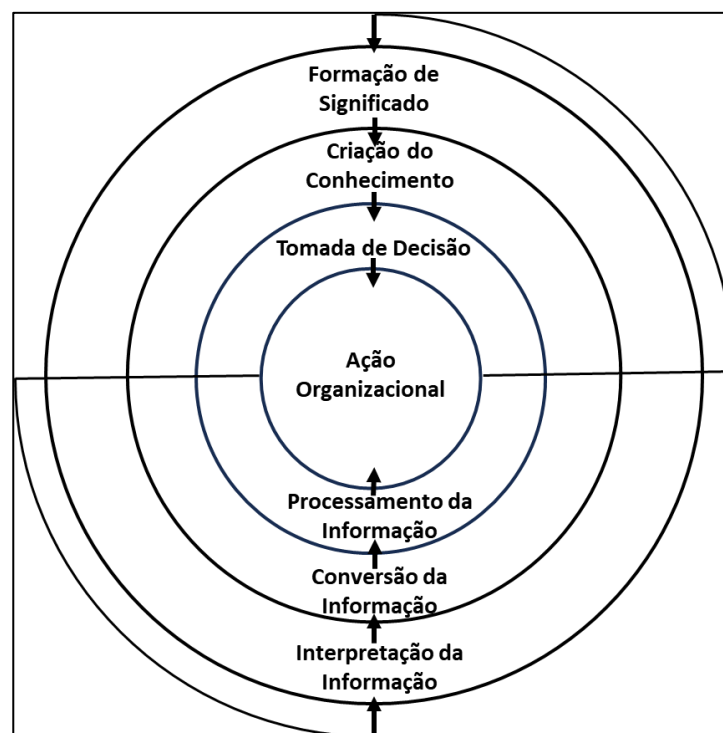 Formação de
Significado
Criação do
Conhecimento
Tomada de Decisão
Ação
Organizacional
Processamento da
Informação
Conversão da
Informação
Interpretação da
Informação